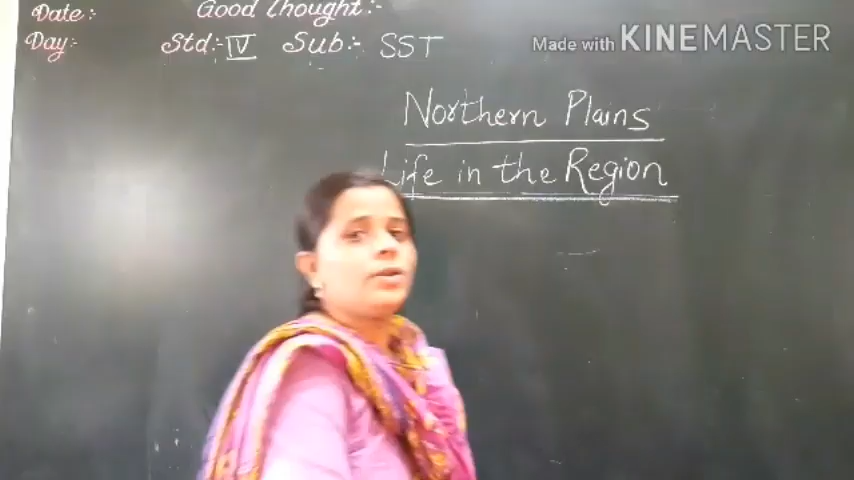 Date:- Good Thought:-
Day:- Std:- IV Sub:- SST
Made with KINEMASTER
Northern Plains
Life in the Region